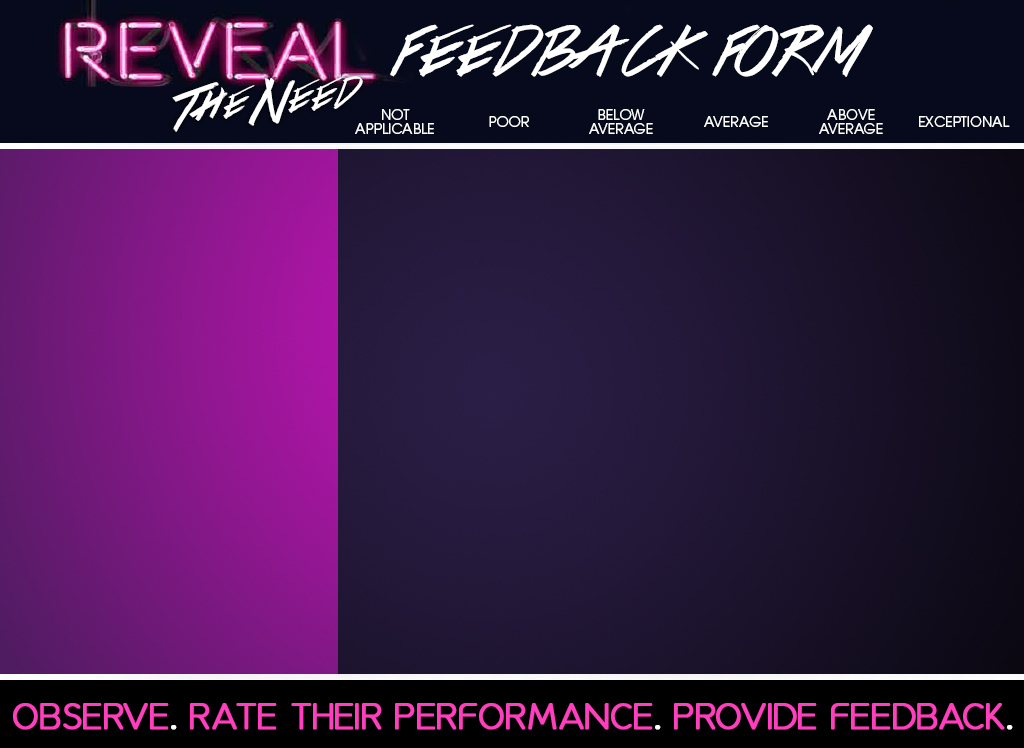 REVEAL FEEDBACK FORM
THE NEED
NOT APPLICABLE POOR BELOW AVERAGE AVERAGE ABOVE AVERAGE EXCEPTIONAL
OBSERVE. RATE THEIR PERFORMANCE. PROVIDE FEEDBACK.